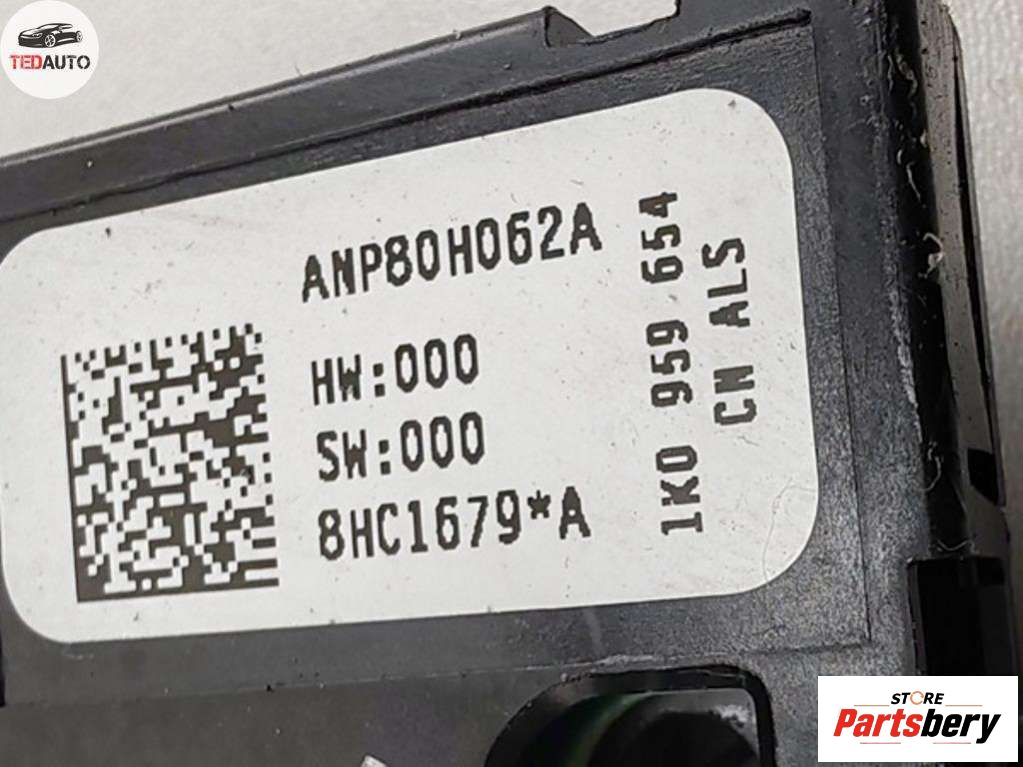 TEDAUTO
ANP80H062A
HW:000
SW:000
8HC1679*A
1K0 959 654
CN ALS
STORE
Partsbery